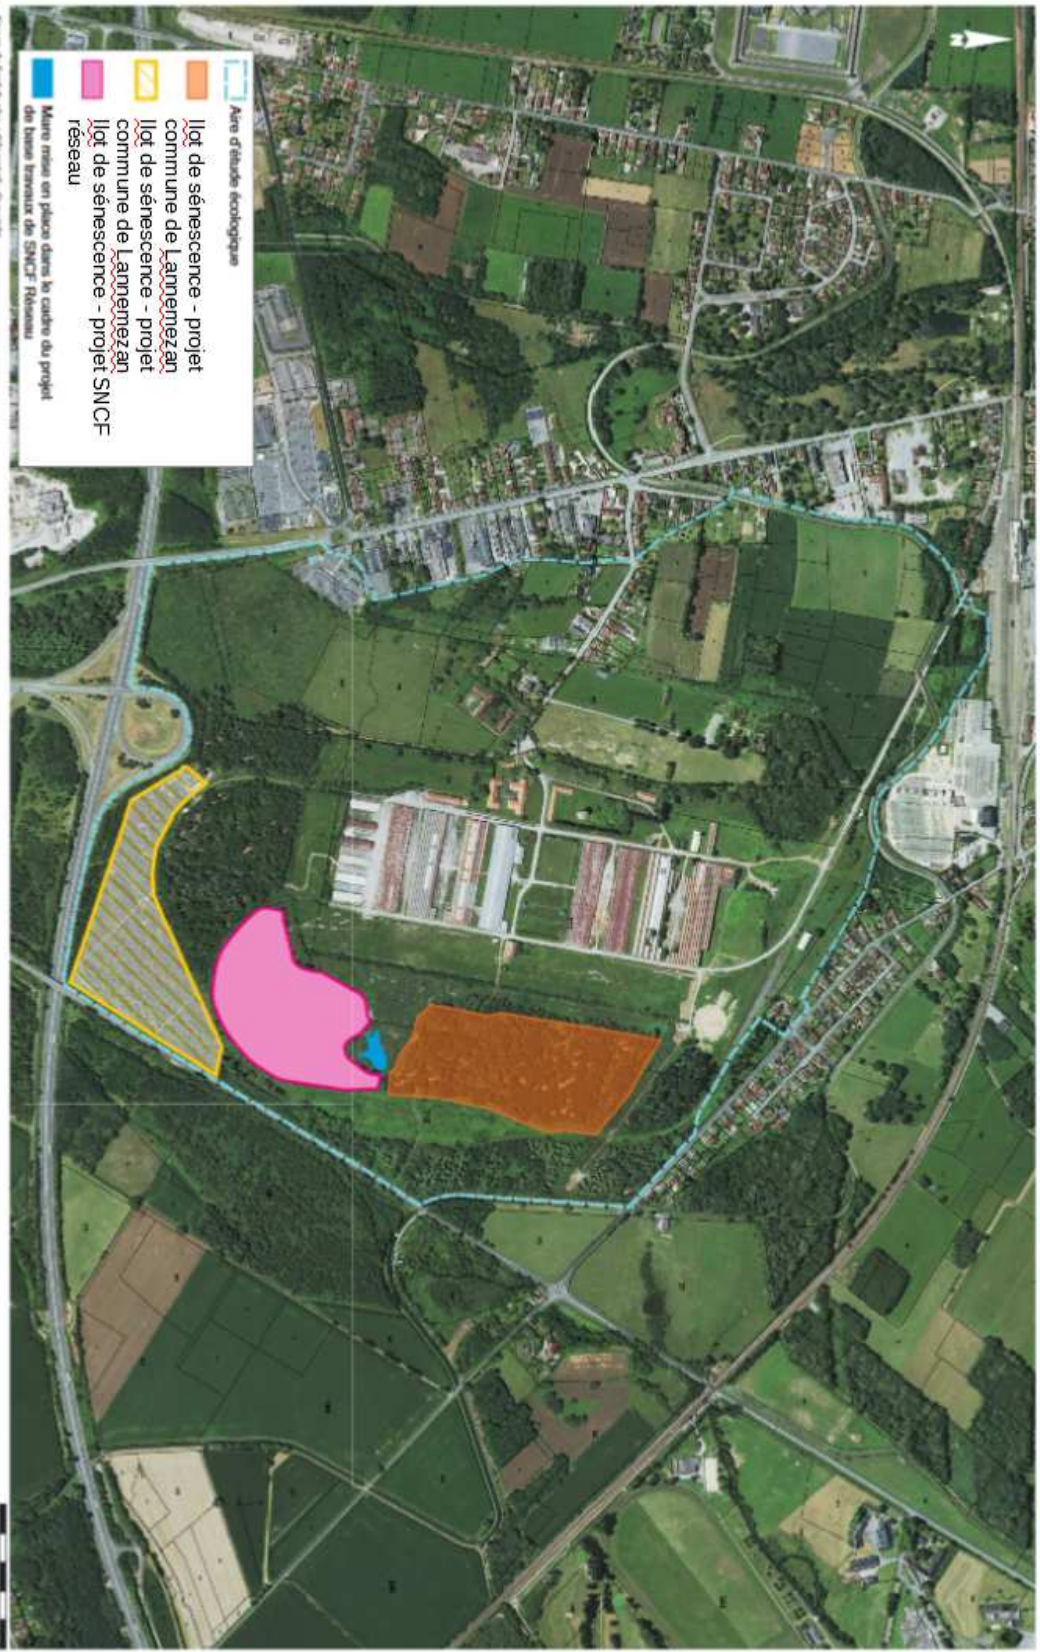 Aire d'étude écologique
Ilot de sénescence - projet
commune de Lannemezan
Ilot de sénescence - projet
commune de Lannemezan
Ilot de sénescence - projet SNCF
réseau
Mare mise en place dans le cadre du projet
de base travaux de SNCF Réseau